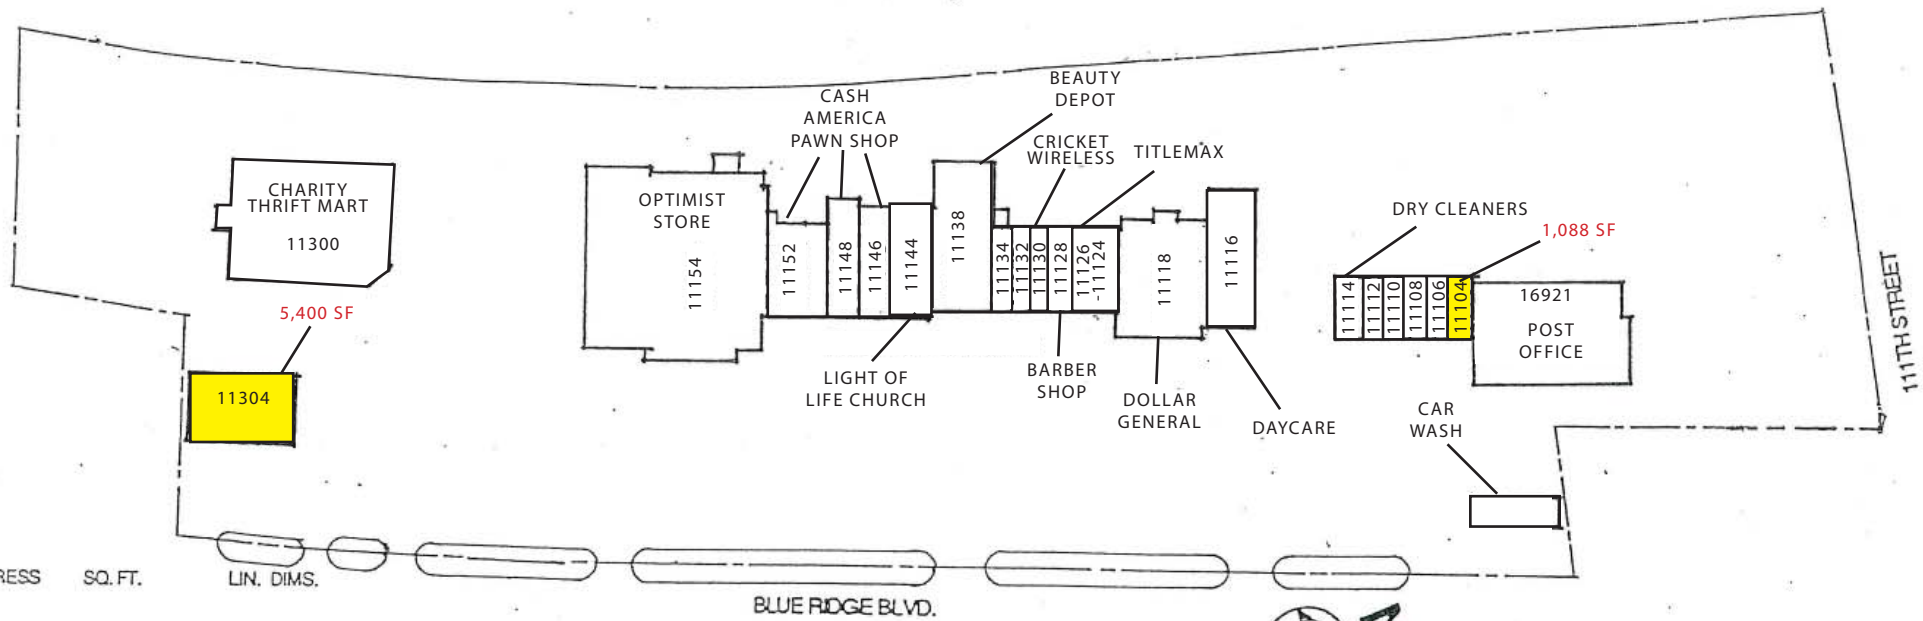 BEAUTY
DEPOT
CASH
AMERICA
PAWN SHOP
CRICKET
WIRELESS
TITLEMAX
CHARITY
THRIFT MART
11300
OPTIMIST
STORE
11154
11152
11148
11146
11144
11138
11134
11132
11130
11128
11126
-11124
11118
11116
DRY CLEANERS
1,088 SF
11114
11112
11110
11108
11106
11104
16921
POST
OFFICE
111TH STREET
5,400 SF
11304
LIGHT OF
LIFE CHURCH
BARBER
SHOP
DOLLAR
GENERAL
DAYCARE
CAR
WASH
RESS SQ. FT. LIN. DIMS.
BLUE RIDGE BLVD.